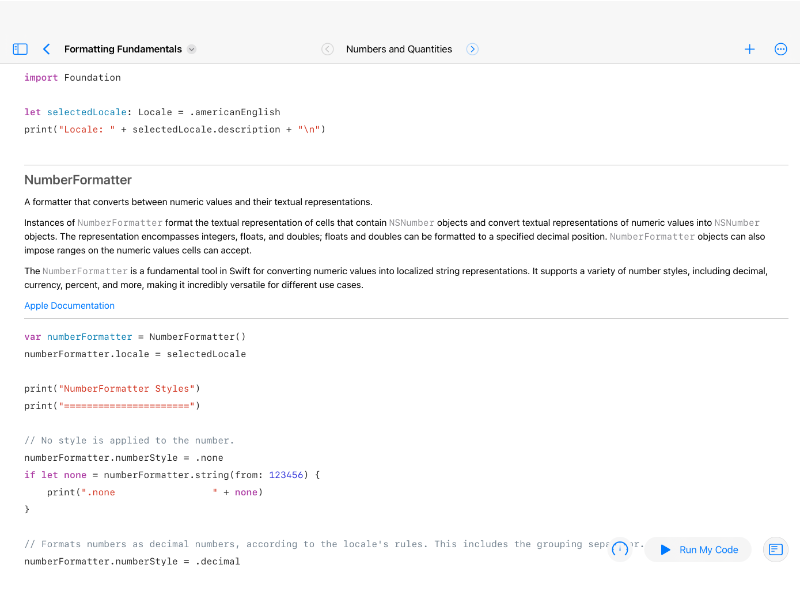 Formatting Fundamentals
Numbers and Quantities
import Foundation
let selectedLocale: Locale = .americanEnglish
print("Locale: " + selectedLocale.description + "\n")
NumberFormatter
A formatter that converts between numeric values and their textual representations.
Instances of NumberFormatter format the textual representation of cells that contain NSNumber objects and convert textual representations of numeric values into NSNumber
objects. The representation encompasses integers, floats, and doubles; floats and doubles can be formatted to a specified decimal position. NumberFormatter objects can also
impose ranges on the numeric values cells can accept.
The NumberFormatter is a fundamental tool in Swift for converting numeric values into localized string representations. It supports a variety of number styles, including decimal,
currency, percent, and more, making it incredibly versatile for different use cases.
Apple Documentation
var numberFormatter = NumberFormatter()
numberFormatter.locale = selectedLocale
print("NumberFormatter Styles")
print("======================")
// No style is applied to the number.
numberFormatter.numberStyle = .none
if let none = numberFormatter.string(from: 123456) {
print(".none                 " + none)
}
// Formats numbers as decimal numbers, according to the locale's rules. This includes the grouping
numberFormatter.numberStyle = .decimal
Run My Code